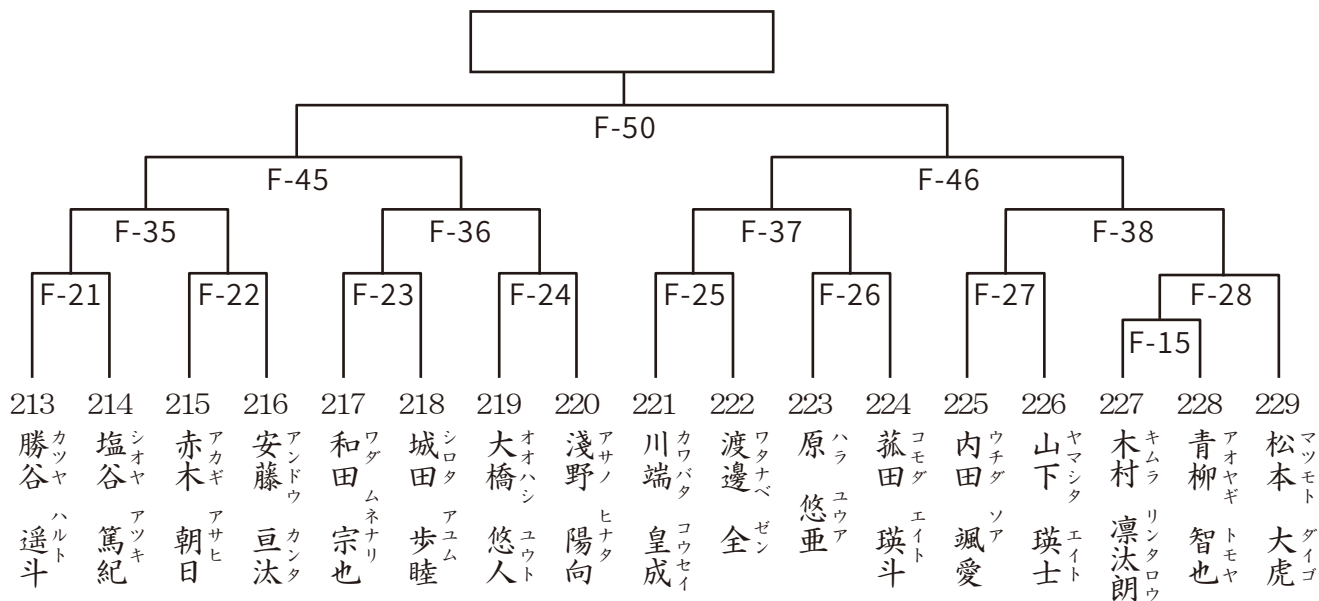 F-50
F-45
F-46
F-35
F-36
F-37
F-38
F-21
F-22
F-23
F-24
F-25
F-26
F-27
F-28
F-15
213
勝谷 遥斗
カツヤ ハルト
214
塩谷 篤紀
シオヤ アツキ
215
赤木 朝日
アカギ アサヒ
216
安藤 亘汰
アンドウ カンタ
217
和田 宗也
ワダ ムネナリ
218
城田 歩睦
シロタ アユム
219
大橋 悠人
オオハシ ユウト
220
淺野 陽向
アサノ ヒナタ
221
川端 皇成
カワバタ コウセイ
222
渡邊 全
ワタナベ ゼン
223
原 悠亜
ハラ ユウア
224
菰田 瑛斗
コモダ エイト
225
内田 颯愛
ウチダ ソア
226
山下 瑛士
ヤマシタ エイト
227
木村 凛汰朗
キムラ リンタロウ
228
青柳 智也
アオヤギ トモヤ
229
松本 大虎
マツモト ダイゴ